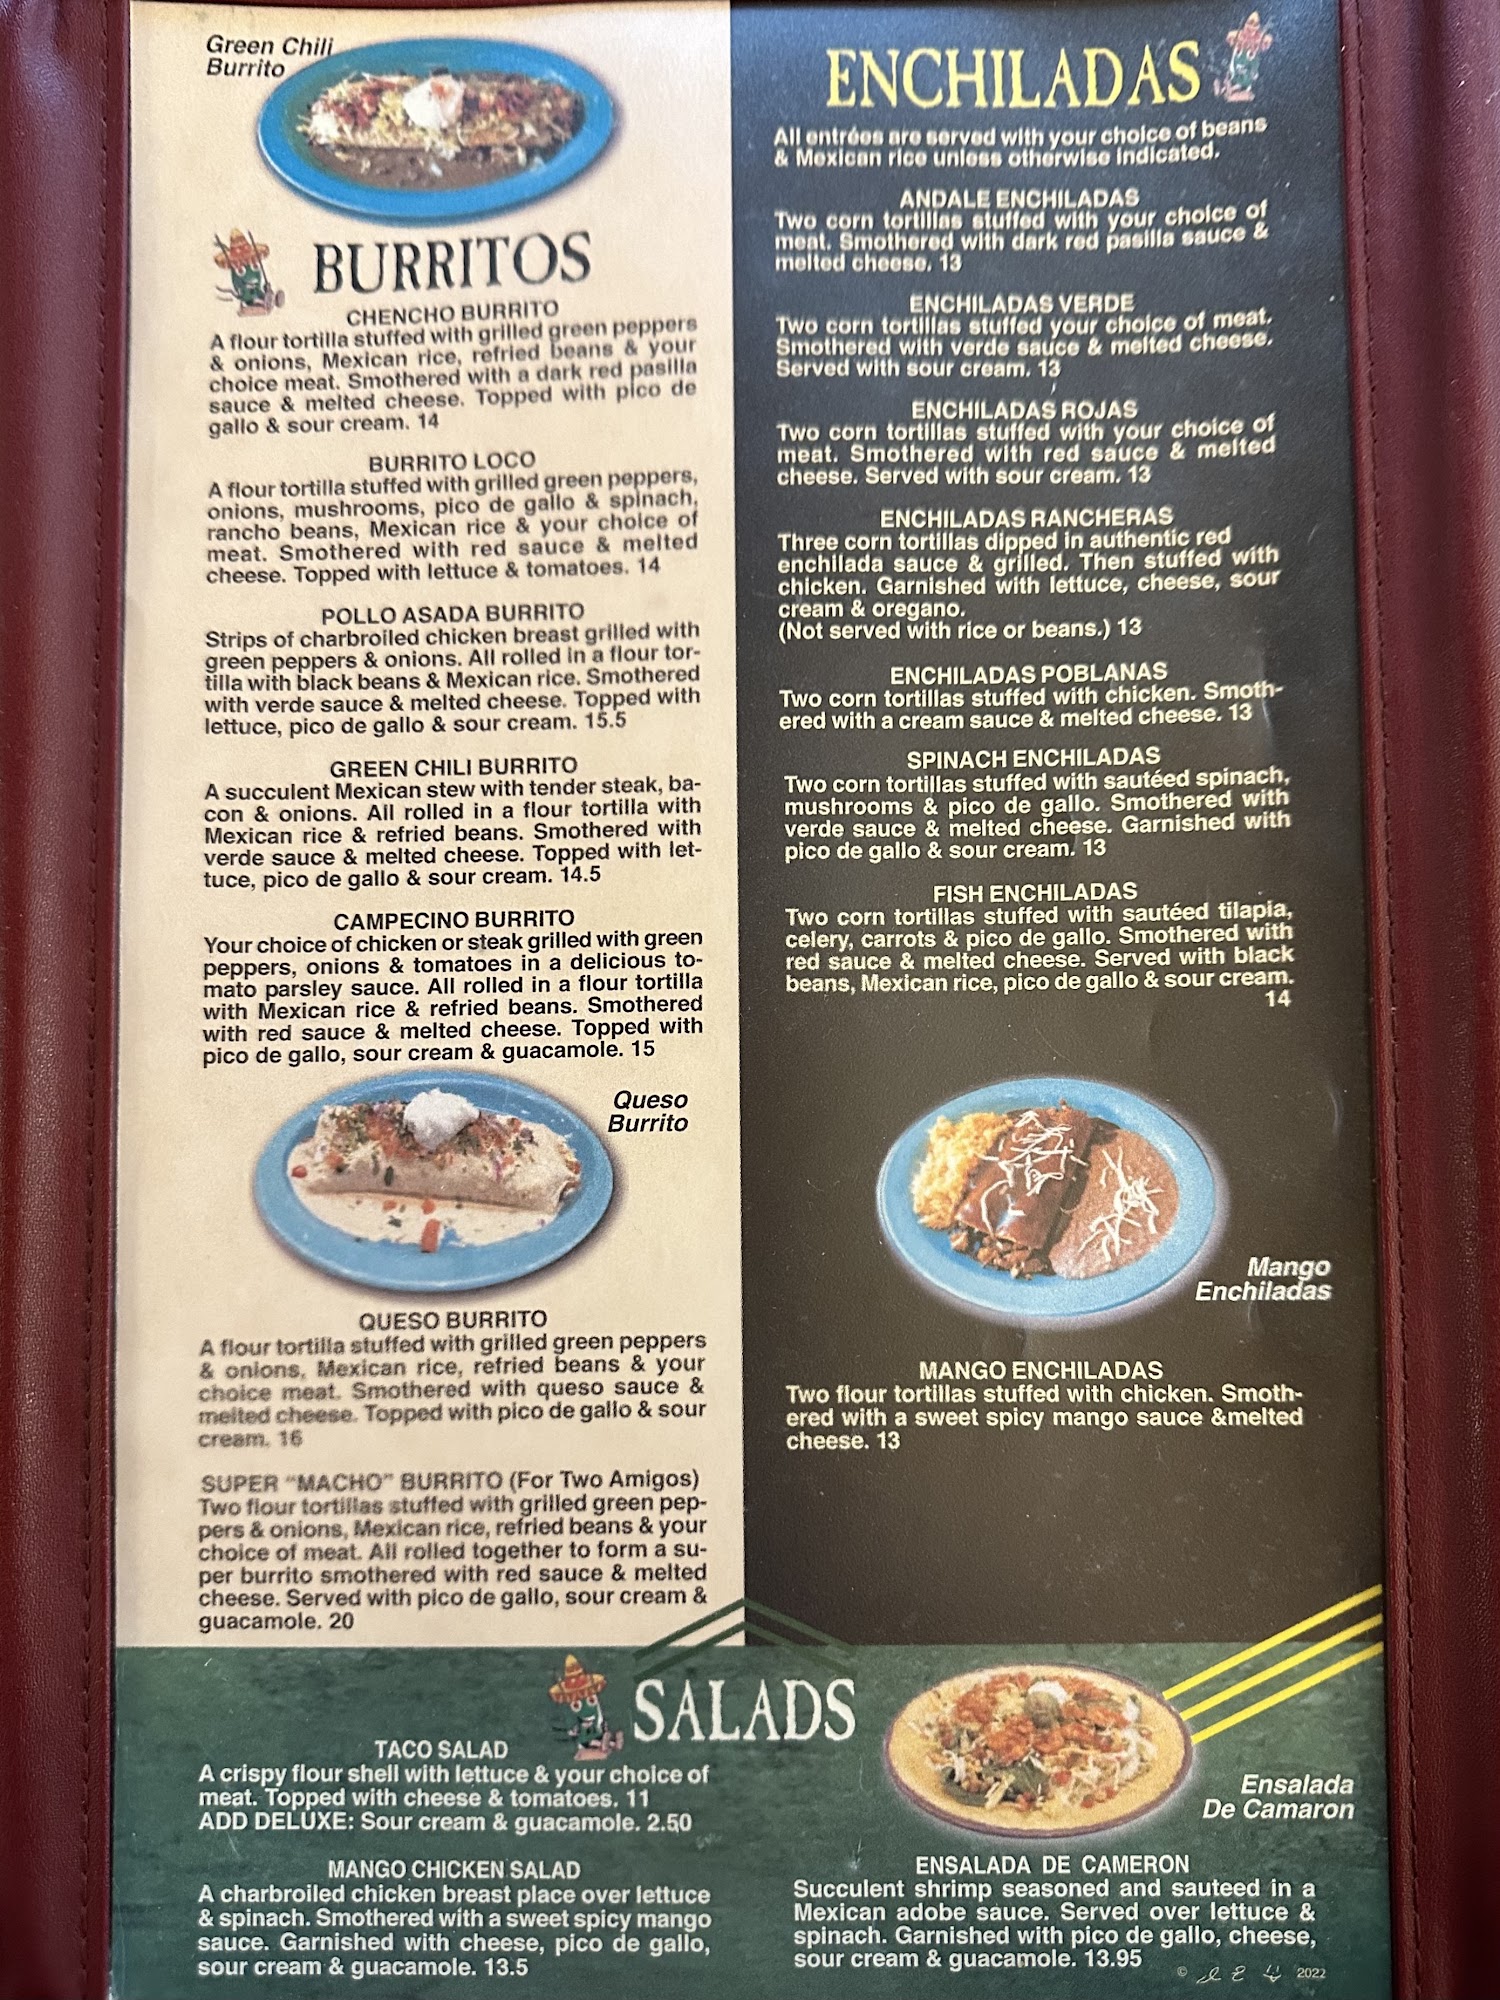 Green Chili
Burrito
BURRITOS
CHENCHO BURRITO
A flour tortilla stuffed with grilled green peppers
& onions, Mexican rice, refried beans & your
choice meat. Smothered with a dark red pasilla
sauce & melted cheese. Topped with pico de
gallo & sour cream. 14
BURRITO LOCO
A flour tortilla stuffed with grilled green peppers,
onions, mushrooms, pico de gallo & spinach,
rancho beans, Mexican rice & your choice of
meat. Smothered with red sauce & melted
cheese. Topped with lettuce & tomatoes. 14
POLLO ASADA BURRITO
Strips of charbroiled chicken breast grilled with
green peppers & onions. All rolled in a flour tor-
tilla with black beans & Mexican rice. Smothered
with verde sauce & melted cheese. Topped with
lettuce, pico de gallo & sour cream. 15.5
GREEN CHILI BURRITO
A succulent Mexican stew with tender steak, ba-
con & onions. All rolled in a flour tortilla with
Mexican rice & refried beans. Smothered with
verde sauce & melted cheese. Topped with let-
tuce, pico de gallo & sour cream. 14.5
CAMPECINO BURRITO
Your choice of chicken or steak grilled with green
peppers, onions & tomatoes in a delicious to-
mato parsley sauce. All rolled in a flour tortilla
with Mexican rice & refried beans. Smothered
with red sauce & melted cheese. Topped with
pico de gallo, sour cream & guacamole. 15
Queso
Burrito
QUESO BURRITO
A flour tortilla stuffed with grilled green peppers
& onions, Mexican rice, refried beans & your
choice meat. Smothered with queso sauce &
melted cheese. Topped with pico de gallo & sour
cream. 16
SUPER "MACHO" BURRITO (For Two Amigos)
Two flour tortillas stuffed with grilled green pep-
pers & onions, Mexican rice, refried beans & your
choice of meat. All rolled together to form a su-
per burrito smothered with red sauce & melted
cheese. Served with pico de gallo, sour cream &
guacamole. 20
ENCHILADAS
All entrées are served with your choice of beans
& Mexican rice unless otherwise indicated.
ANDALE ENCHILADAS
Two corn tortillas stuffed with your choice of
meat. Smothered with dark red pasilla sauce &
melted cheese. 13
ENCHILADAS VERDE
Two corn tortillas stuffed your choice of meat.
Smothered with verde sauce & melted cheese.
Served with sour cream. 13
ENCHILADAS ROJAS
Two corn tortillas stuffed with your choice of
meat. Smothered with red sauce & melted
cheese. Served with sour cream. 13
ENCHILADAS RANCHERAS
Three corn tortillas dipped in authentic red
enchilada sauce & grilled. Then stuffed with
chicken. Garnished with lettuce, cheese, sour
cream & oregano.
(Not served with rice or beans.) 13
ENCHILADAS POBLANAS
Two corn tortillas stuffed with chicken. Smoth-
ered with a cream sauce & melted cheese. 13
SPINACH ENCHILADAS
Two corn tortillas stuffed with sautéed spinach,
mushrooms & pico de gallo. Smothered with
verde sauce & melted cheese. Garnished with
pico de gallo & sour cream. 13
FISH ENCHILADAS
Two corn tortillas stuffed with sautéed tilapia,
celery, carrots & pico de gallo. Smothered with
red sauce & melted cheese. Served with black
beans, Mexican rice, pico de gallo & sour cream.
14
Mango
Enchiladas
MANGO ENCHILADAS
Two flour tortillas stuffed with chicken. Smoth-
ered with a sweet spicy mango sauce &melted
cheese. 13
SALADS
TACO SALAD
A crispy flour shell with lettuce & your choice of
meat. Topped with cheese & tomatoes. 11
ADD DELUXE: Sour cream & guacamole. 2.50
MANGO CHICKEN SALAD
A charbroiled chicken breast place over lettuce
& spinach. Smothered with a sweet spicy mango
sauce. Garnished with cheese, pico de gallo,
sour cream & guacamole. 13.5
Ensalada
De Camaron
ENSALADA DE CAMERON
Succulent shrimp seasoned and sauteed in a
Mexican adobe sauce. Served over lettuce &
spinach. Garnished with pico de gallo, cheese,
sour cream & guacamole. 13.95
© 2022